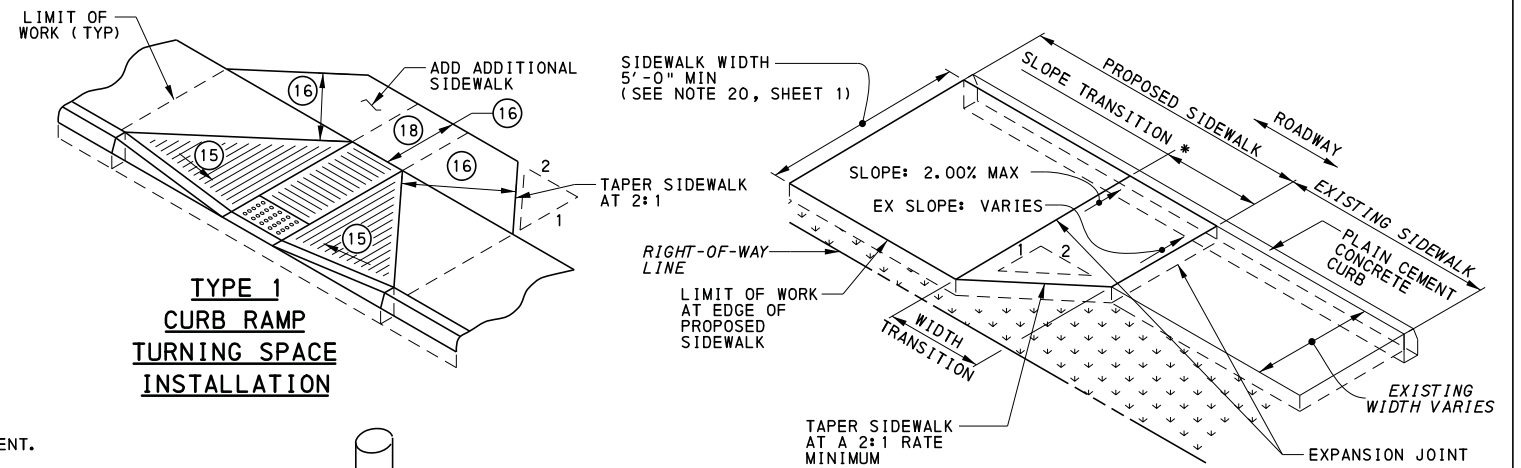 LIMIT OF
WORK (TYP)
16
ADD ADDITIONAL
SIDEWALK
18
16
16
15
15
2
1
TAPER SIDEWALK
AT 2:1
TYPE 1
CURB RAMP
TURNING SPACE
INSTALLATION
ENT.
SIDEWALK WIDTH
5'-0" MIN
(SEE NOTE 20, SHEET 1)
PROPOSED SIDEWALK
SLOPE TRANSITION
*
ROADWAY
SLOPE: 2.00% MAX
EX SLOPE: VARIES
EXISTING SIDEWALK
PLAIN CEMENT
CONCRETE
CURB
RIGHT-OF-WAY
LINE
1 2
LIMIT OF WORK
AT EDGE OF
PROPOSED
SIDEWALK
WIDTH
TRANSITION
EXISTING
WIDTH VARIES
TAPER SIDEWALK
AT A 2:1 RATE
MINIMUM
EXPANSION JOINT